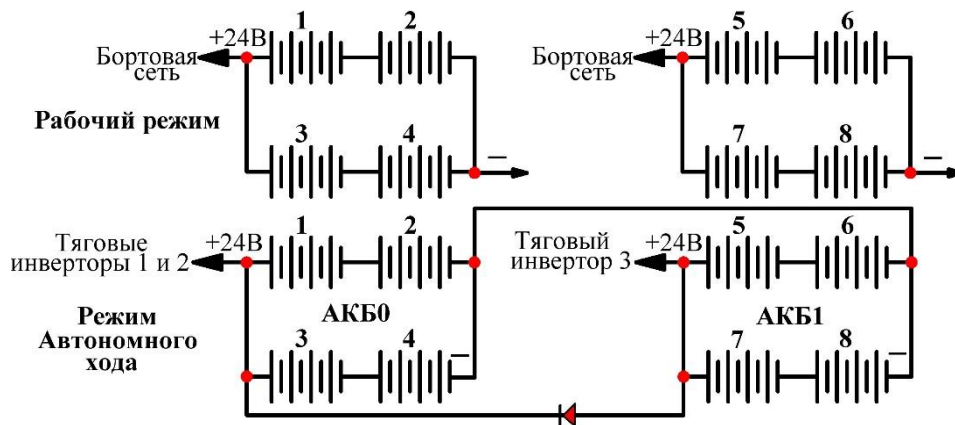 1 2 5 6
+24В +24В
Бортовая Бортовая
сеть сеть
Рабочий режим
3 4 7 8
– –
1 2 5 6
Тяговые +24В Тяговый +24В
инверторы 1 и 2 инвертор 3
Режим АКБ0 АКБ1
Автономного 3 4 – 7 8 –
хода